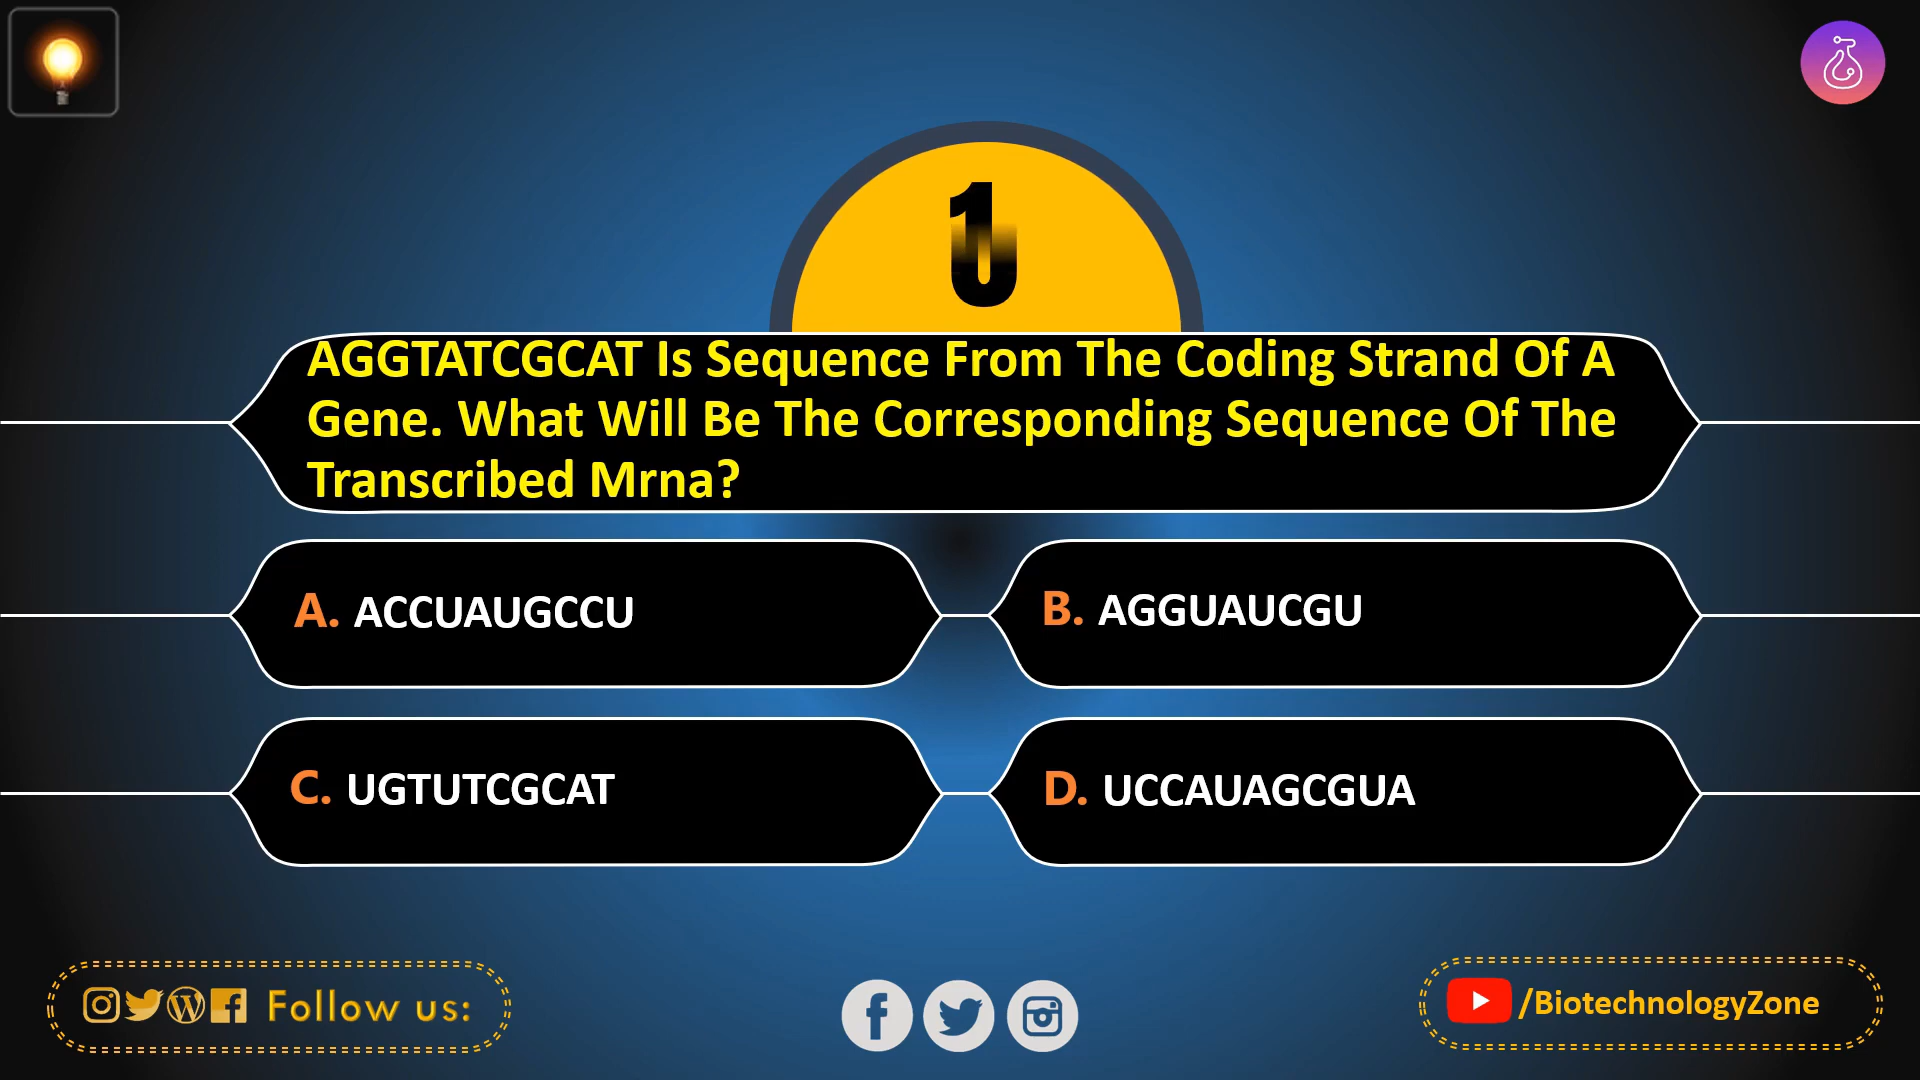 AGGTATCGCAT Is Sequence From The Coding Strand Of A
Gene. What Will Be The Corresponding Sequence Of The
Transcribed Mrna?
A. ACCUAUGCCU
B. AGGUAUCGU
C. UGTUTCGCAT
D. UCCAUAGCGUA
Follow us:
/BiotechnologyZone